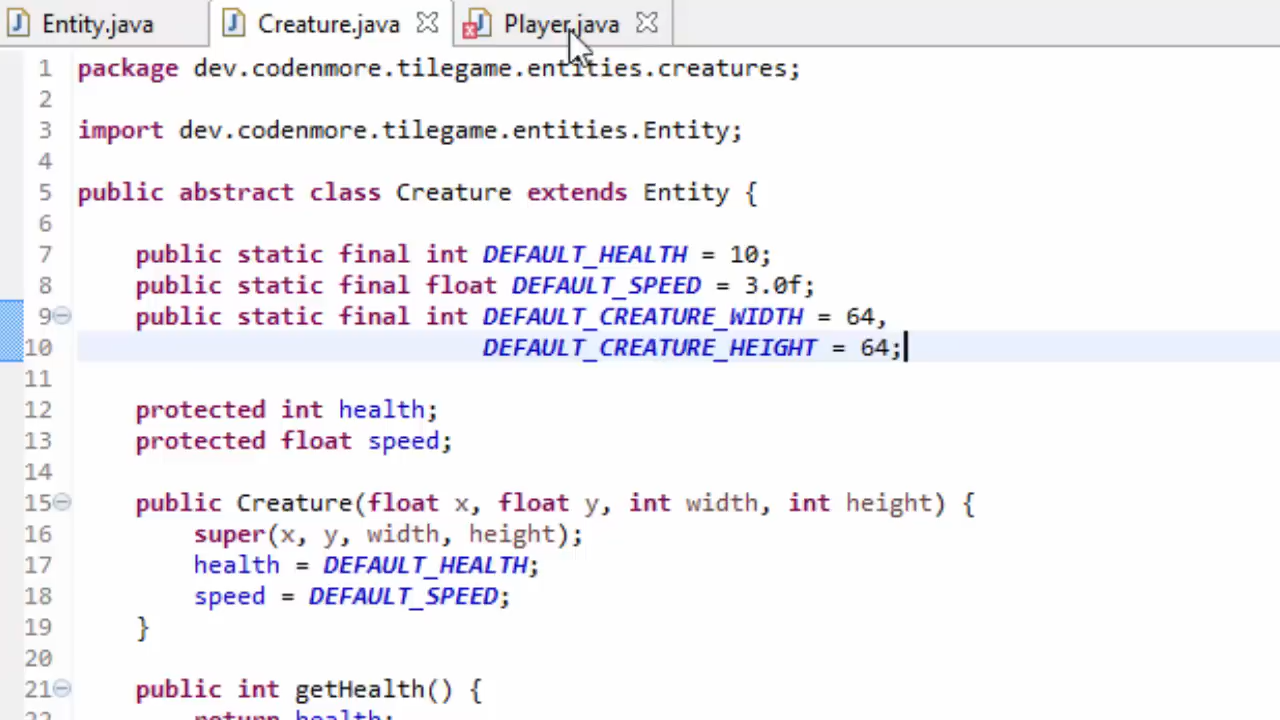 Entity.java Creature.java Player.java
1 package dev.codenmore.tilegame.entities.creatures;
2
3 import dev.codenmore.tilegame.entities.Entity;
4
5 public abstract class Creature extends Entity {
6
7 public static final int DEFAULT_HEALTH = 10;
8 public static final float DEFAULT_SPEED = 3.0f;
9 public static final int DEFAULT_CREATURE_WIDTH = 64,
10 DEFAULT_CREATURE_HEIGHT = 64;
11
12 protected int health;
13 protected float speed;
14
15 public Creature(float x, float y, int width, int height) {
16 super(x, y, width, height);
17 health = DEFAULT_HEALTH;
18 speed = DEFAULT_SPEED;
19 }
20
21 public int getHealth() {
22 return health;